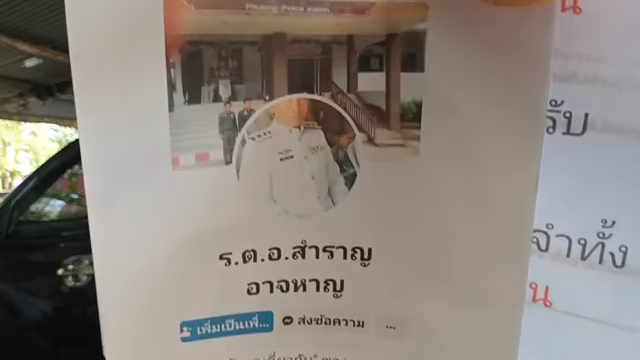 Phusing Police station
น
รับ
ร.ต.อ.สำราญ
อาจหาญ
จำทั้ง
น
เพิ่มเป็นเพื่... ส่งข้อความ ...